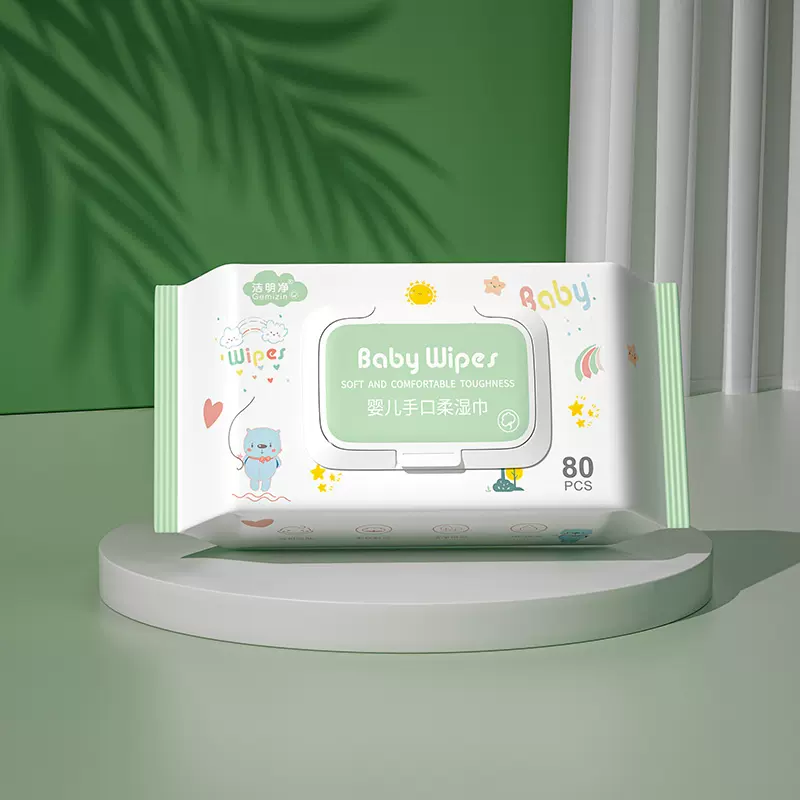 洁明净
Gemizin
Baby
Wipes
Baby Wipes
SOFT AND COMFORTABLE TOUGHNESS
婴儿手口柔湿巾
80
PCS